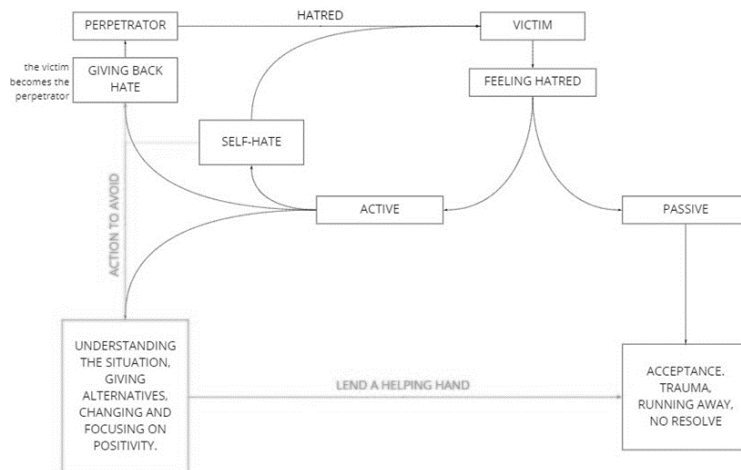 HATRED
PERPETRATOR
VICTIM
the victim
becomes the
perpetrator
GIVING BACK
HATE
FEELING HATRED
SELF-HATE
ACTION TO AVOID
ACTIVE
PASSIVE
UNDERSTANDING
THE SITUATION,
GIVING
ALTERNATIVES,
CHANGING AND
FOCUSING ON
POSITIVITY.
LEND A HELPING HAND
ACCEPTANCE.
TRAUMA,
RUNNING AWAY,
NO RESOLVE